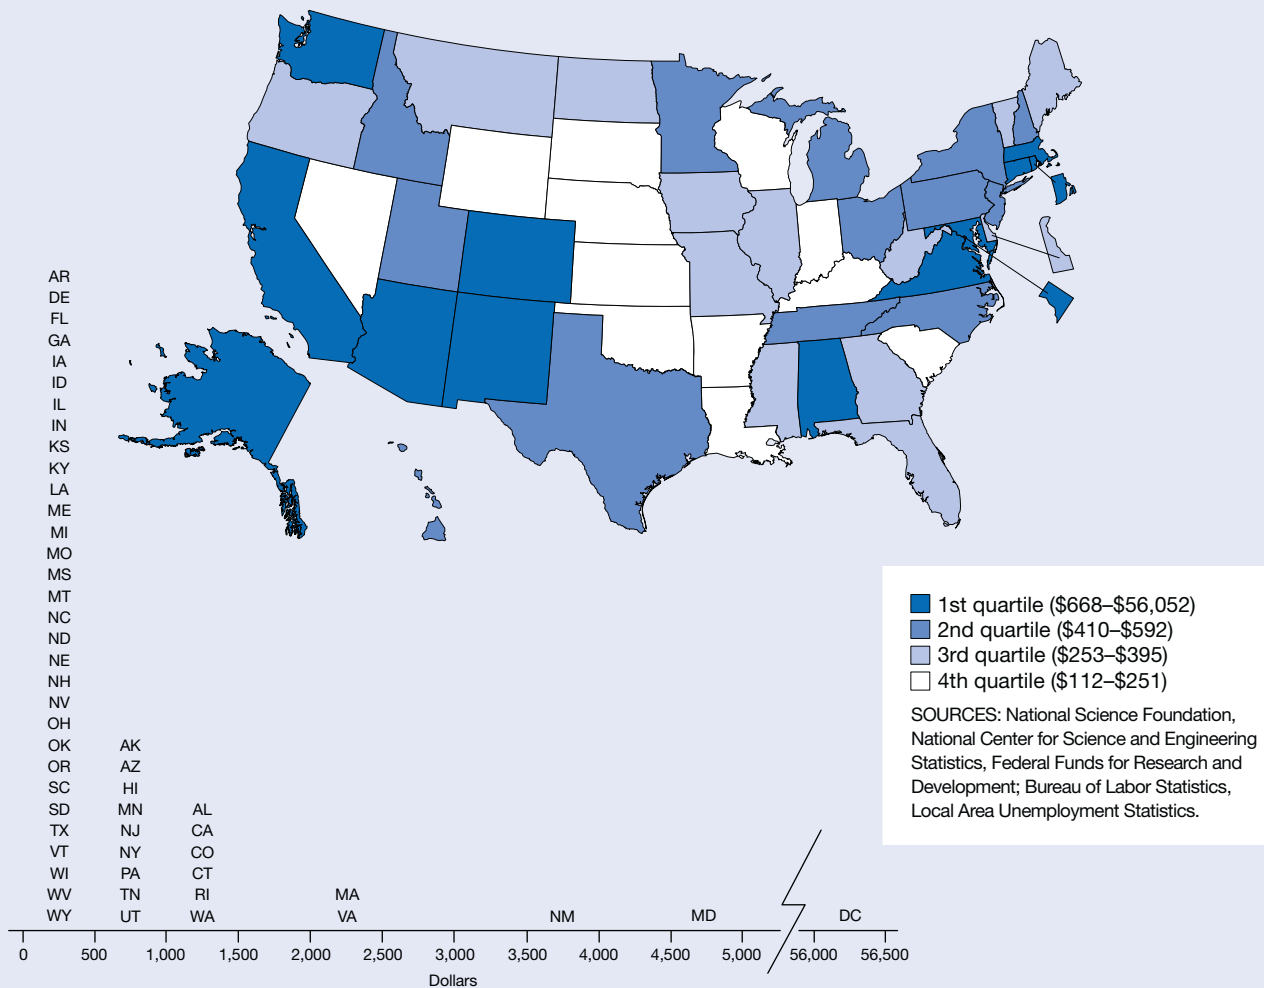 AR
DE
FL
GA
IA
ID
IL
IN
KS
KY
LA
ME
MI
MO
MS
MT
NC
ND
NE
NH
NV
OH
OK AK
OR AZ
SC HI
SD MN AL
TX NJ CA
VT NY CO
WI PA CT
WV TN RI MA
WY UT WA VA NM MD DC
0 500 1,000 1,500 2,000 2,500 3,000 3,500 4,000 4,500 5,000 56,000 56,500
Dollars
1st quartile ($668–$56,052)
2nd quartile ($410–$592)
3rd quartile ($253–$395)
4th quartile ($112–$251)
SOURCES: National Science Foundation,
National Center for Science and Engineering
Statistics, Federal Funds for Research and
Development; Bureau of Labor Statistics,
Local Area Unemployment Statistics.